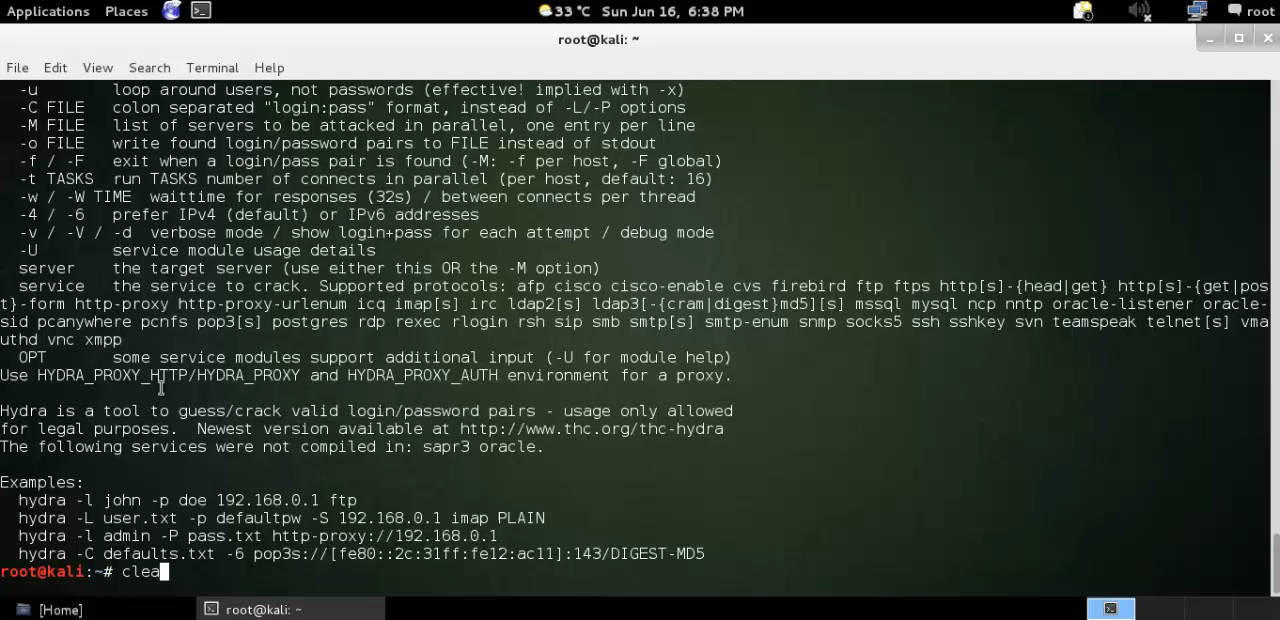 Applications Places 33 °C Sun Jun 16, 6:38 PM 1 root
root@kali: ~
File Edit View Search Terminal Help
-u loop around users, not passwords (effective! implied with -x)
-C FILE colon separated "login:pass" format, instead of -L/-P options
-M FILE list of servers to be attacked in parallel, one entry per line
-o FILE write found login/password pairs to FILE instead of stdout
-f / -F exit when a login/pass pair is found (-M: -f per host, -F global)
-t TASKS run TASKS number of connects in parallel (per host, default: 16)
-w / -W TIME waittime for responses (32s) / between connects per thread
-4 / -6 prefer IPv4 (default) or IPv6 addresses
-v / -V / -d verbose mode / show login+pass for each attempt / debug mode
-U service module usage details
server the target server (use either this OR the -M option)
service the service to crack. Supported protocols: afp cisco cisco-enable cvs firebird ftp ftps http[s]-{head|get} http[s]-{get|pos
t}-form http-proxy http-proxy-urlenum icq imap[s] irc ldap2[s] ldap3[-{cram|digest}md5][s] mssql mysql ncp nntp oracle-listener oracle-
sid pcanywhere pcnfs pop3[s] postgres rdp rexec rlogin rsh sip smb smtp[s] smtp-enum snmp socks5 ssh sshkey svn teamspeak telnet[s] vma
uthd vnc xmpp
OPT some service modules support additional input (-U for module help)
Use HYDRA_PROXY_HTTP/HYDRA_PROXY and HYDRA_PROXY_AUTH environment for a proxy.
Hydra is a tool to guess/crack valid login/password pairs - usage only allowed
for legal purposes. Newest version available at http://www.thc.org/thc-hydra
The following services were not compiled in: sapr3 oracle.
Examples:
hydra -l john -p doe 192.168.0.1 ftp
hydra -L user.txt -p defaultpw -S 192.168.0.1 imap PLAIN
hydra -l admin -P pass.txt http-proxy://192.168.0.1
hydra -C defaults.txt -6 pop3s://[fe80::2c:31ff:fe12:ac11]:143/DIGEST-MD5
root@kali:~# clea
[Home] root@kali: ~